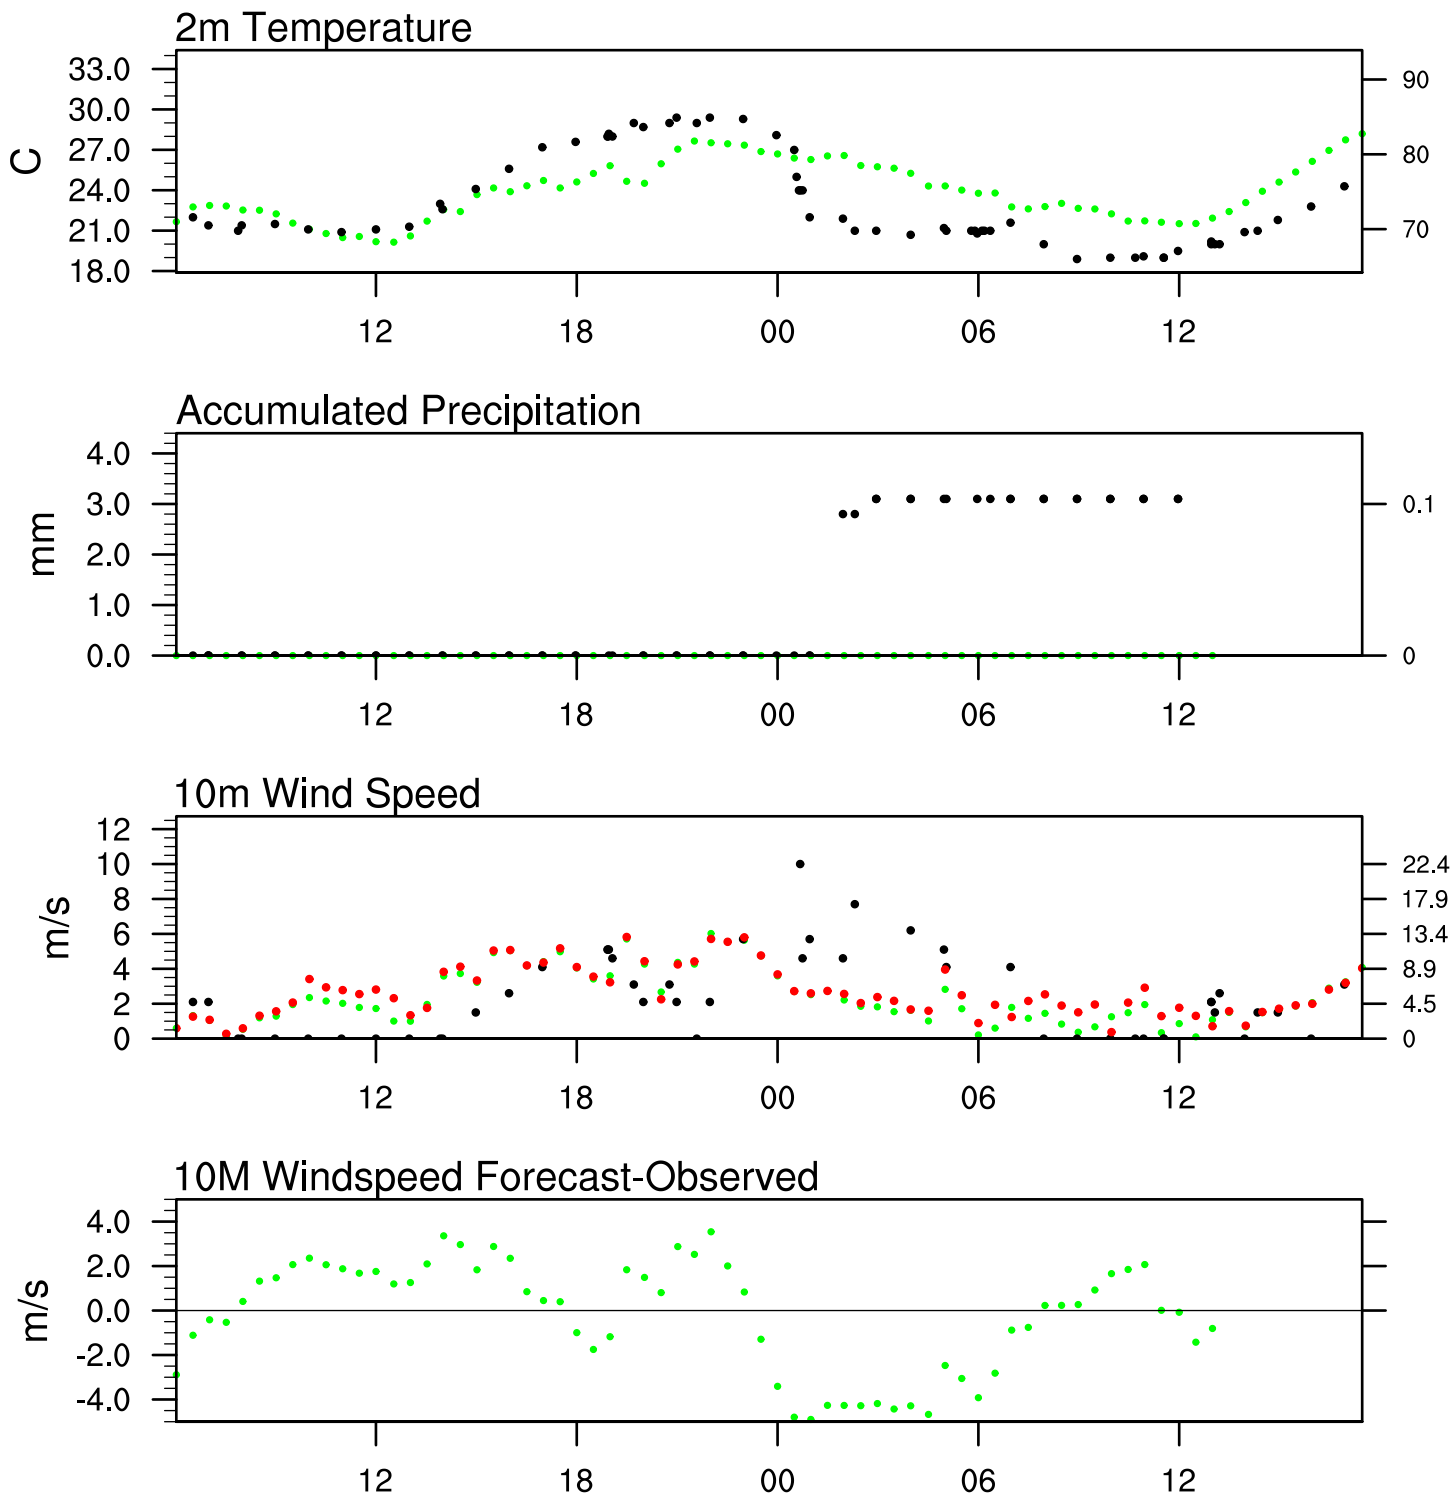 2m Temperature
33.0
30.0
27.0
24.0
21.0
18.0
C
90
80
70
12 18 00 06 12
Accumulated Precipitation
4.0
3.0
2.0
1.0
0.0
mm
0.1
0
12 18 00 06 12
10m Wind Speed
12
10
8
6
4
2
0
m/s
22.4
17.9
13.4
8.9
4.5
0
12 18 00 06 12
10M Windspeed Forecast-Observed
4.0
2.0
0.0
-2.0
-4.0
m/s
12 18 00 06 12